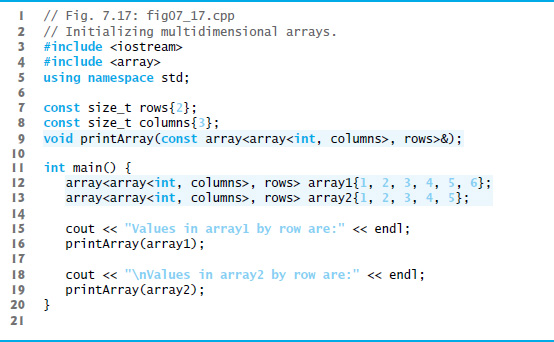 1 // Fig. 7.17: fig07_17.cpp
2 // Initializing multidimensional arrays.
3 #include <iostream>
4 #include <array>
5 using namespace std;
6
7 const size_t rows{2};
8 const size_t columns{3};
9 void printArray(const array<array<int, columns>, rows>&);
10
11 int main() {
12 array<array<int, columns>, rows> array1{1, 2, 3, 4, 5, 6};
13 array<array<int, columns>, rows> array2{1, 2, 3, 4, 5};
14
15 cout << "Values in array1 by row are:" << endl;
16 printArray(array1);
17
18 cout << "\nValues in array2 by row are:" << endl;
19 printArray(array2);
20 }
21